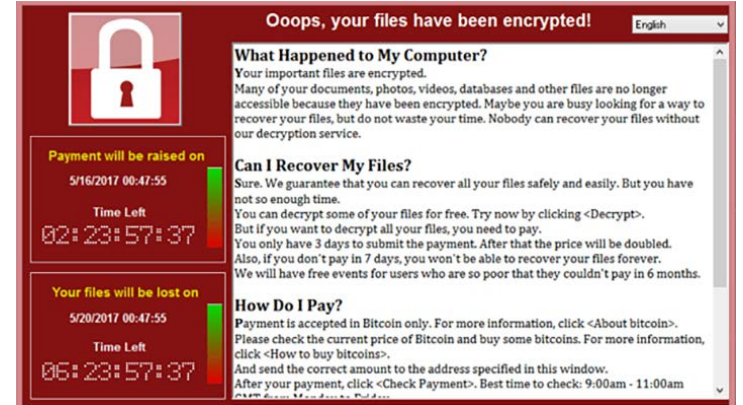 Ooops, your files have been encrypted!
English
What Happened to My Computer?
Your important files are encrypted.
Many of your documents, photos, videos, databases and other files are no longer
accessible because they have been encrypted. Maybe you are busy looking for a way to
recover your files, but do not waste your time. Nobody can recover your files without
our decryption service.
Can I Recover My Files?
Sure. We guarantee that you can recover all your files safely and easily. But you have
not so enough time.
You can decrypt some of your files for free. Try now by clicking <Decrypt>.
But if you want to decrypt all your files, you need to pay.
You only have 3 days to submit the payment. After that the price will be doubled.
Also, if you don't pay in 7 days, you won't be able to recover your files forever.
We will have free events for users who are so poor that they couldn't pay in 6 months.
How Do I Pay?
Payment is accepted in Bitcoin only. For more information, click <About bitcoin>.
Please check the current price of Bitcoin and buy some bitcoins. For more information,
click <How to buy bitcoins>.
And send the correct amount to the address specified in this window.
After your payment, click <Check Payment>. Best time to check: 9:00am - 11:00am
GMT from Monday to Friday
Payment will be raised on
5/16/2017 00:47:55
Time Left
02:23:57:37
Your files will be lost on
5/20/2017 00:47:55
Time Left
06:23:57:37